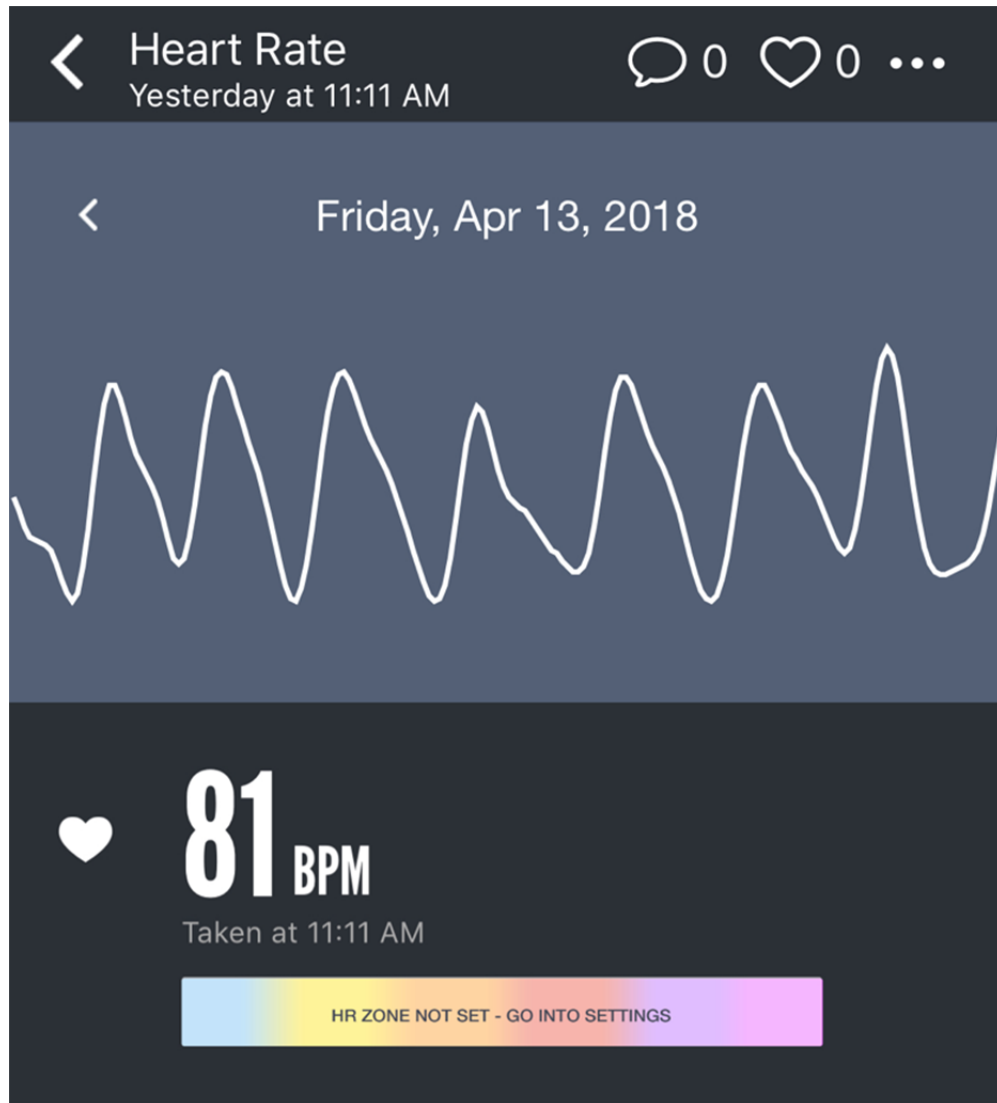 Heart Rate
Yesterday at 11:11 AM
0 0
Friday, Apr 13, 2018
81 BPM
Taken at 11:11 AM
HR ZONE NOT SET - GO INTO SETTINGS